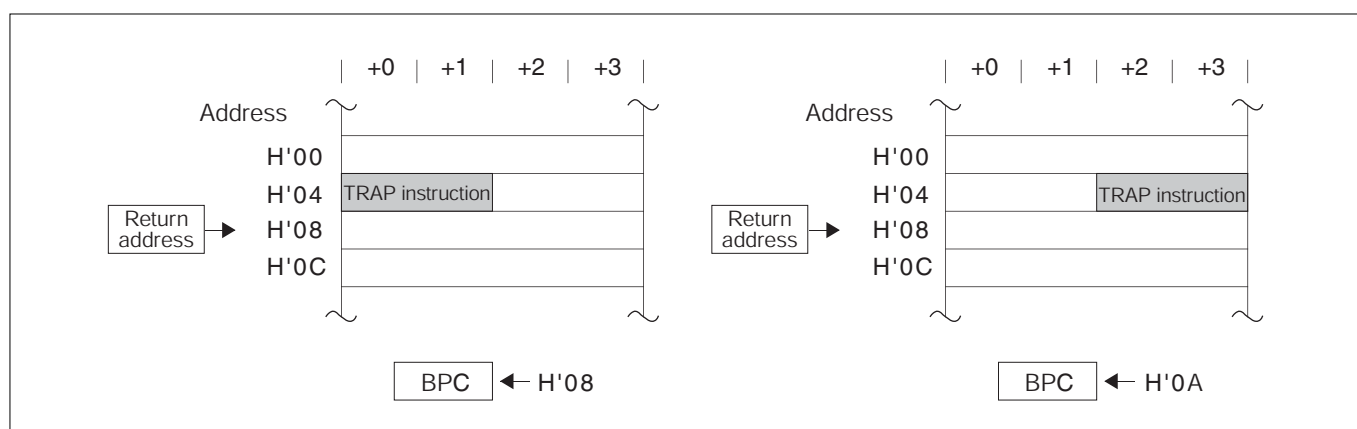 +0 +1 +2 +3
Address
H'00
H'04 TRAP instruction
Return address
H'08
H'0C
BPC H'08
+0 +1 +2 +3
Address
H'00
H'04 TRAP instruction
Return address
H'08
H'0C
BPC H'0A